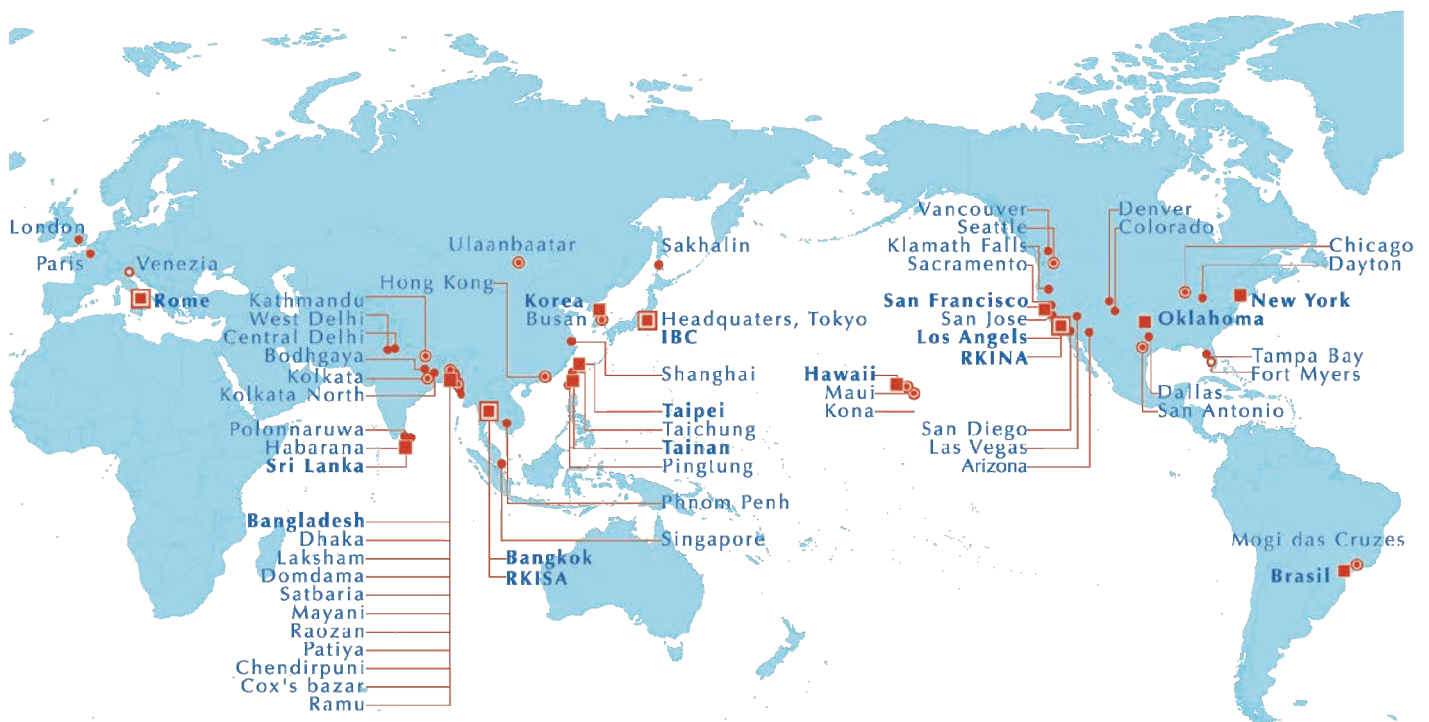 London
Paris
Venezia
Rome
Ulaanbaatar
Hong Kong
Kathmandu
West Delhi
Central Delhi
Bodhgaya
Kolkata
Kolkata North
Polonnaruwa
Habarana
Sri Lanka
Bangladesh
Dhaka
Laksham
Domdama
Satbaria
Mayani
Raozan
Patiya
Chendirpuni
Cox's bazar
Ramu
Korea
Busan
Sakhalin
Headquaters, Tokyo
IBC
Shanghai
Taipei
Taichung
Tainan
Pingtung
Phnom Penh
Singapore
Bangkok
RKISA
Vancouver
Seattle
Klamath Falls
Sacramento
San Francisco
San Jose
Los Angels
RKINA
Hawaii
Maui
Kona
San Diego
Las Vegas
Arizona
Denver
Colorado
Chicago
Dayton
New York
Oklahoma
Tampa Bay
Fort Myers
Dallas
San Antonio
Mogi das Cruzes
Brasil